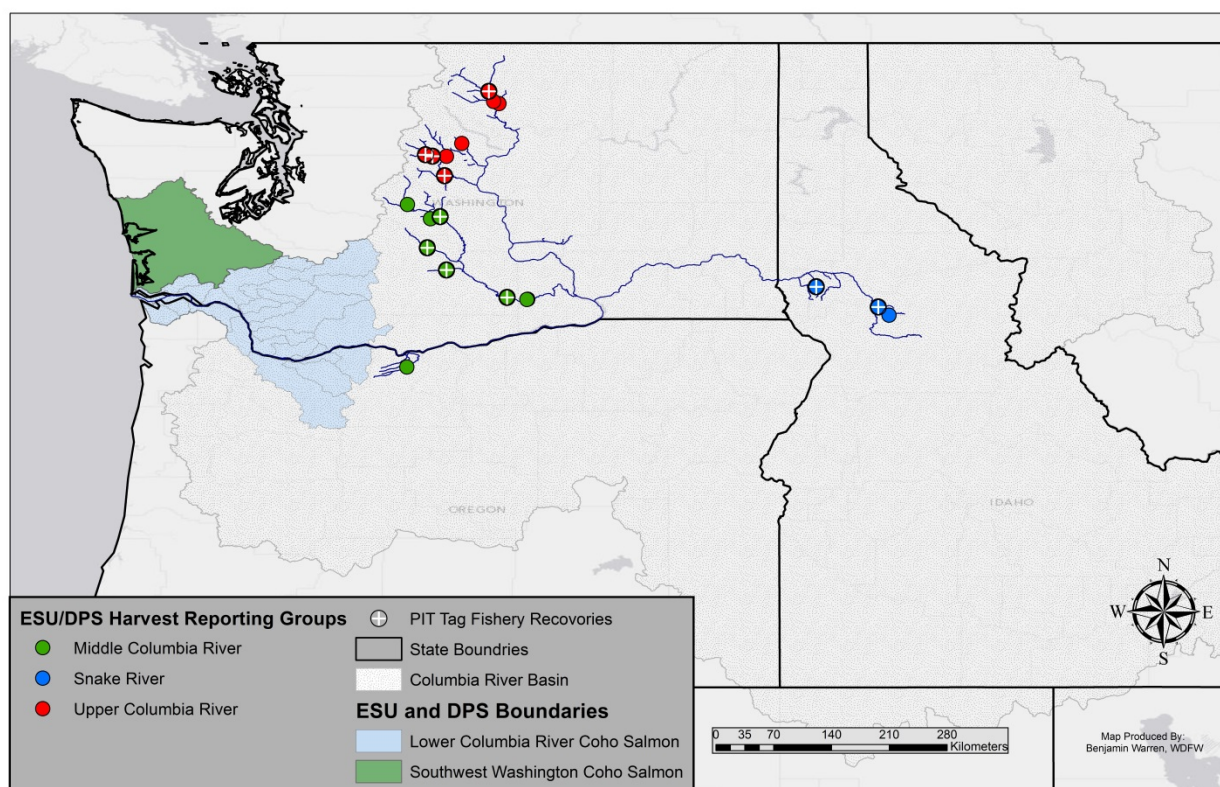 WASHINGTON
OREGON
IDAHO
N
W E
S
ESU/DPS Harvest Reporting Groups
Middle Columbia River
Snake River
Upper Columbia River
PIT Tag Fishery Recovories
State Boundries
Columbia River Basin
ESU and DPS Boundaries
Lower Columbia River Coho Salmon
Southwest Washington Coho Salmon
0 35 70 140 210 280
Kilometers
Map Produced By:
Benjamin Warren, WDFW